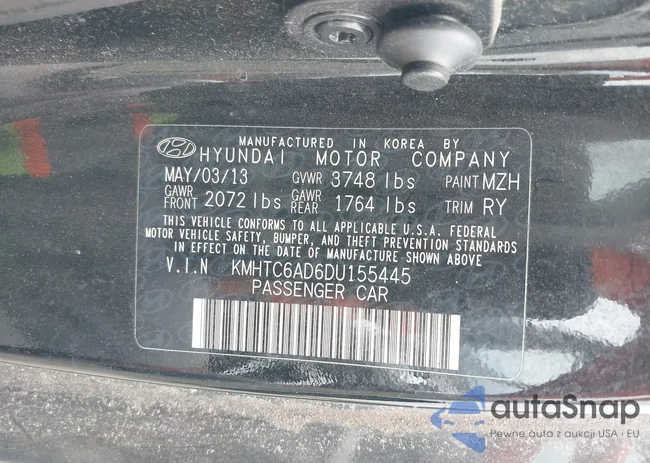 MANUFACTURED IN KOREA BY
HYUNDAI MOTOR COMPANY
MAY/03/13 GVWR 3748 lbs PAINT MZH
GAWR FRONT 2072 lbs GAWR REAR 1764 lbs TRIM RY
THIS VEHICLE CONFORMS TO ALL APPLICABLE U.S.A. FEDERAL
MOTOR VEHICLE SAFETY, BUMPER, AND THEFT PREVENTION STANDARDS
IN EFFECT ON THE DATE OF MANUFACTURE SHOWN ABOVE
V.I.N KMHTC6AD6DU155445
PASSENGER CAR
autaSnap
Pewne auta z aukcji USA i EU